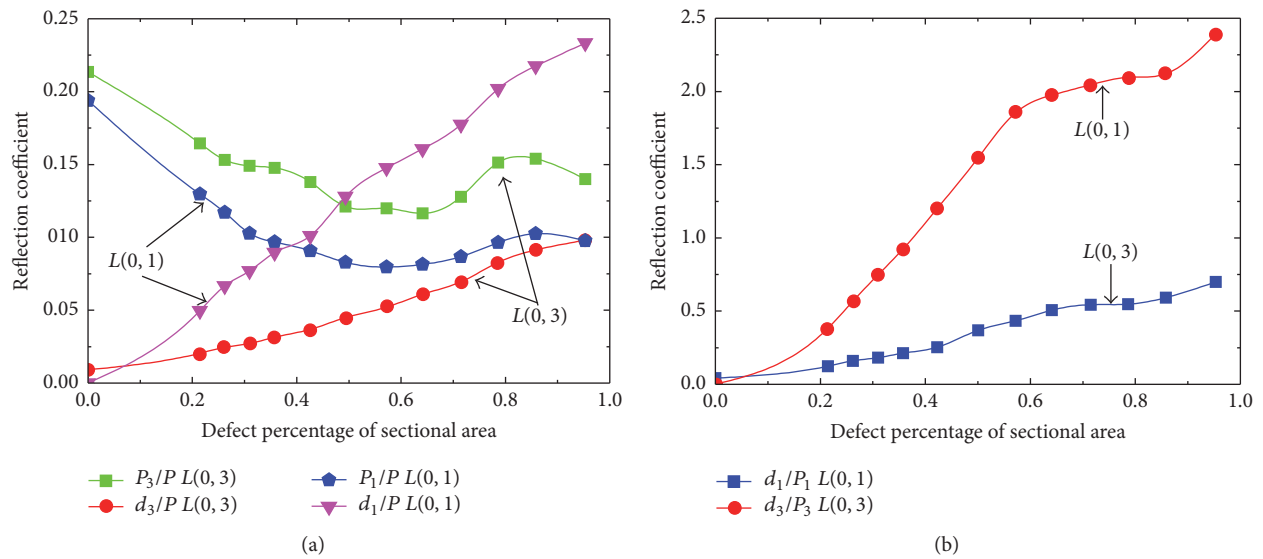 0.25
0.20
0.15
010
0.05
0.00
Reflection coefficient
L(0, 1)
L(0, 3)
0.0 0.2 0.4 0.6 0.8 1.0
Defect percentage of sectional area
P3/P L(0, 3)
P1/P L(0, 1)
d3/P L(0, 3)
d1/P L(0, 1)
(a)
2.5
2.0
1.5
1.0
0.5
0.0
Reflection coefficient
L(0, 1)
L(0, 3)
0.0 0.2 0.4 0.6 0.8 1.0
Defect percentage of sectional area
d1/P1 L(0, 1)
d3/P3 L(0, 3)
(b)